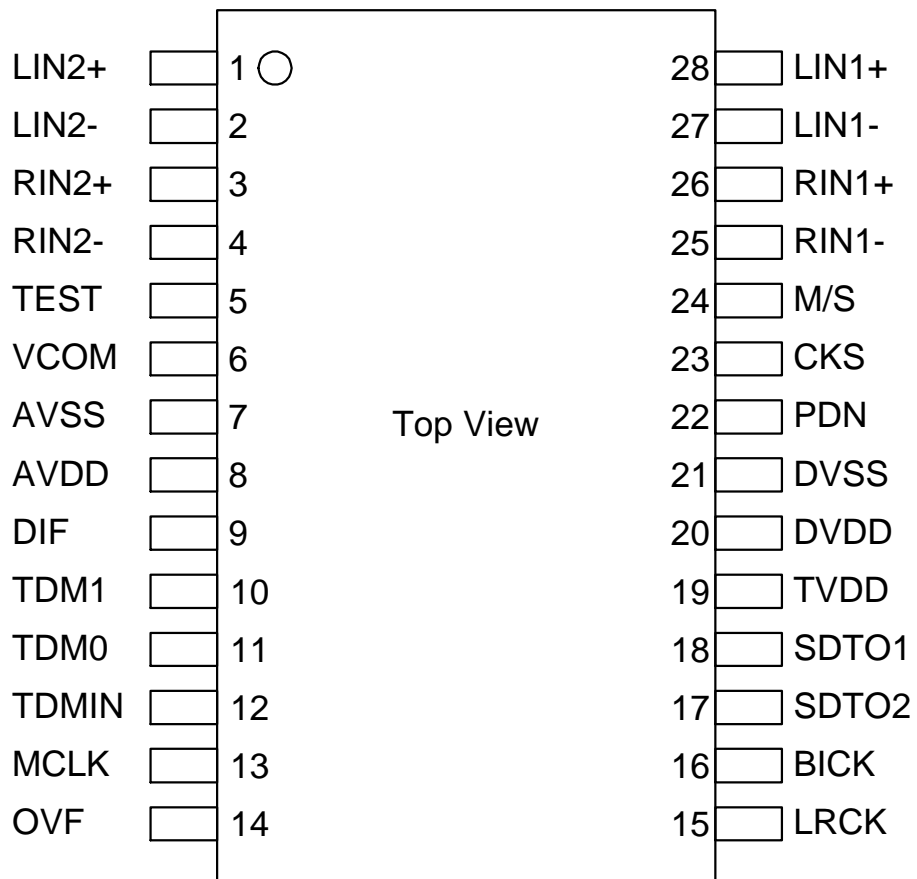 LIN2+ 1 28 LIN1+
LIN2- 2 27 LIN1-
RIN2+ 3 26 RIN1+
RIN2- 4 25 RIN1-
TEST 5 24 M/S
VCOM 6 23 CKS
AVSS 7 Top View 22 PDN
AVDD 8 21 DVSS
DIF 9 20 DVDD
TDM1 10 19 TVDD
TDM0 11 18 SDTO1
TDMIN 12 17 SDTO2
MCLK 13 16 BICK
OVF 14 15 LRCK